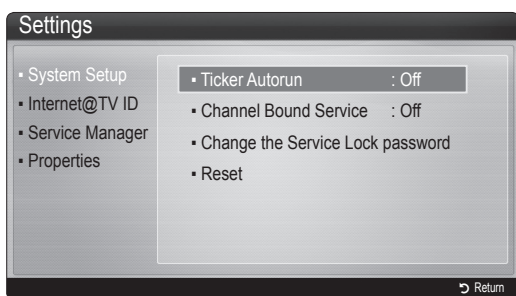 Settings
▪ System Setup
▪ Internet@TV ID
▪ Service Manager
▪ Properties
▪ Ticker Autorun : Off
▪ Channel Bound Service : Off
▪ Change the Service Lock password
▪ Reset
Return